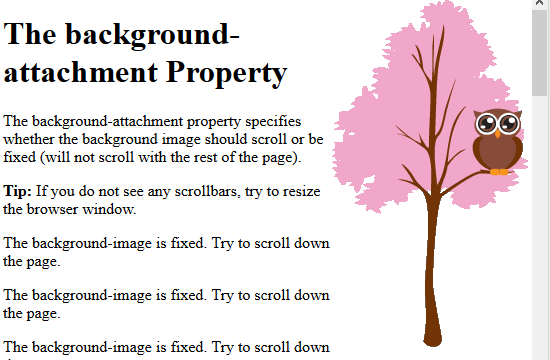 The background-
attachment Property
The background-attachment property specifies
whether the background image should scroll or be
fixed (will not scroll with the rest of the page).
Tip: If you do not see any scrollbars, try to resize
the browser window.
The background-image is fixed. Try to scroll down
the page.
The background-image is fixed. Try to scroll down
the page.
The background-image is fixed. Try to scroll down